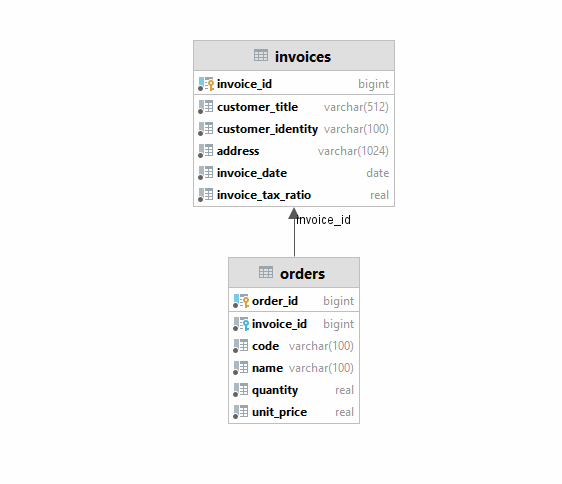 invoices
invoice_id bigint
customer_title varchar(512)
customer_identity varchar(100)
address varchar(1024)
invoice_date date
invoice_tax_ratio real
invoice_id
orders
order_id bigint
invoice_id bigint
code varchar(100)
name varchar(100)
quantity real
unit_price real